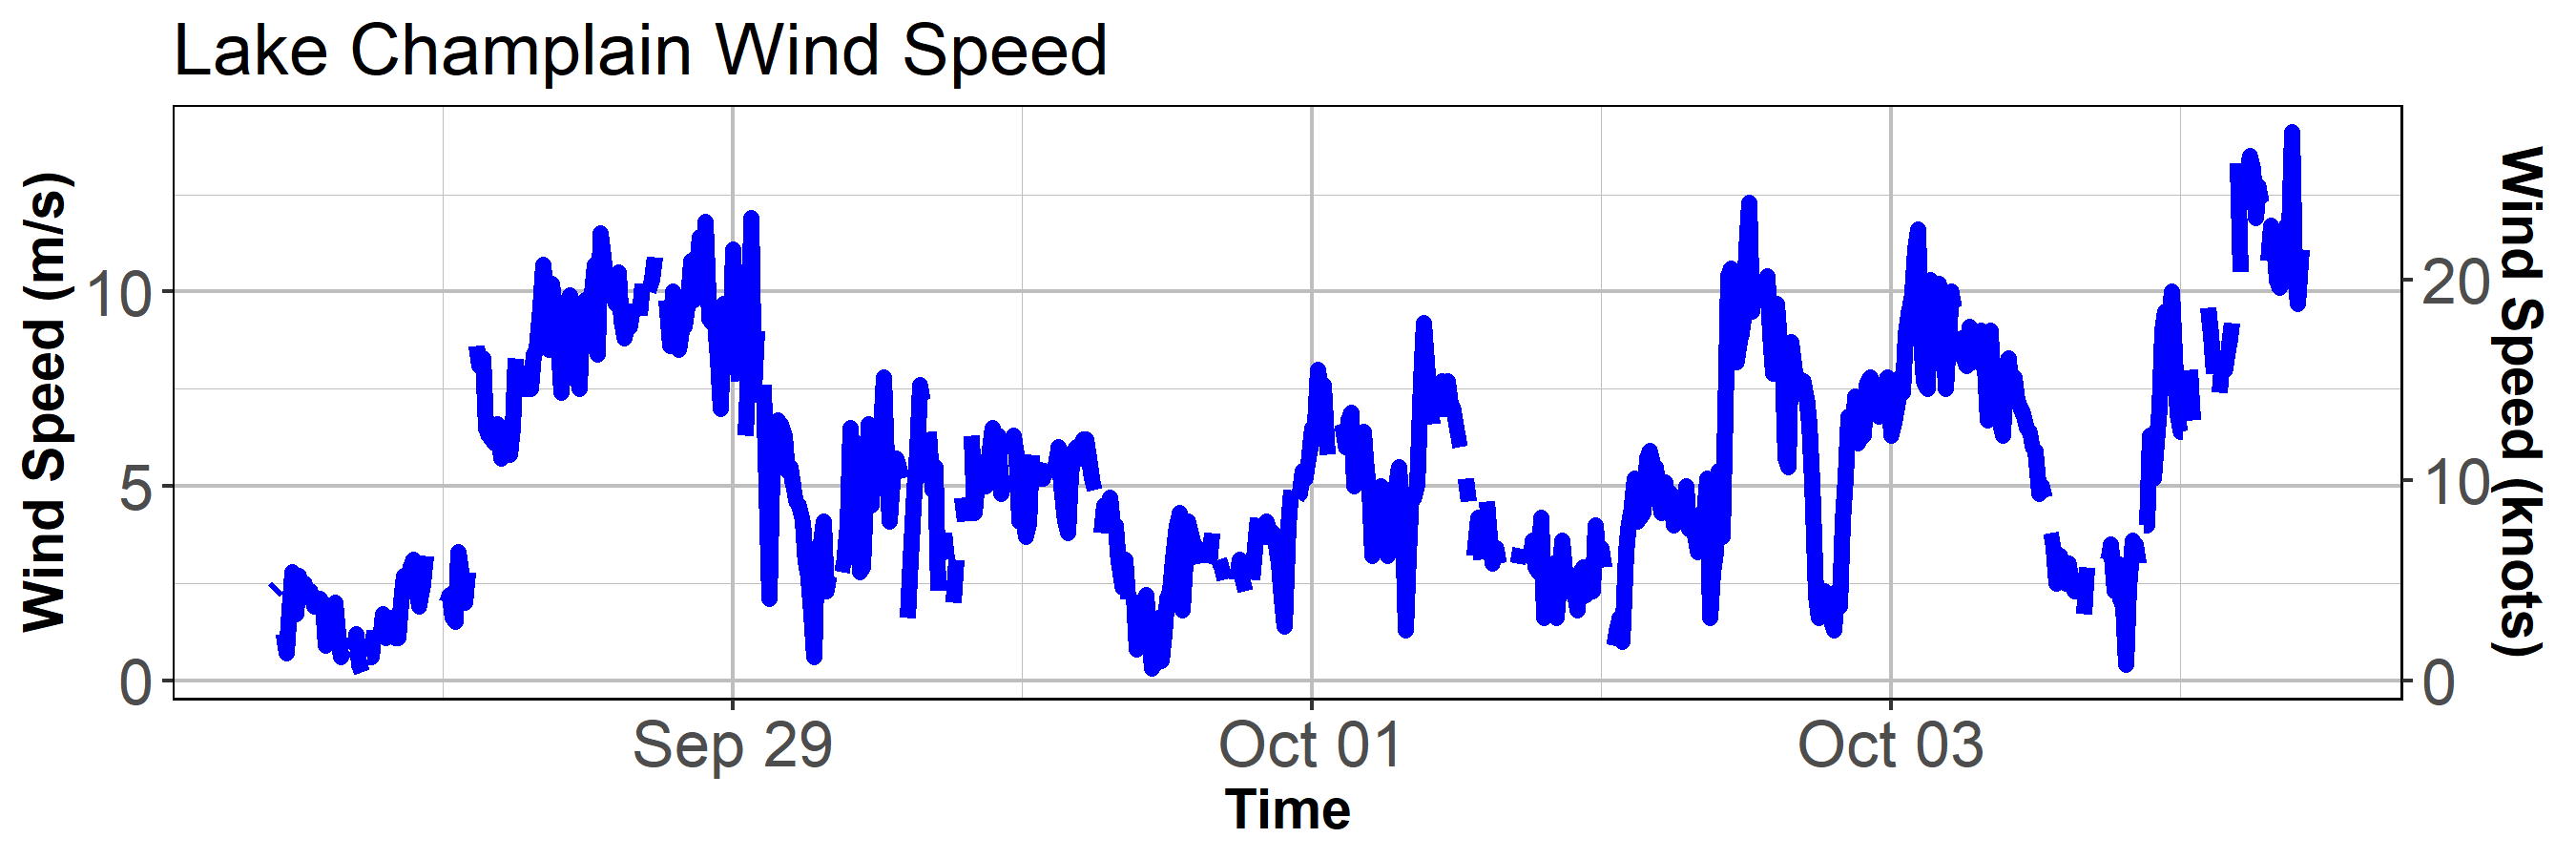 Lake Champlain Wind Speed
Wind Speed (m/s)
10
5
0
20
10
0
Wind Speed (knots)
Sep 29
Oct 01
Oct 03
Time